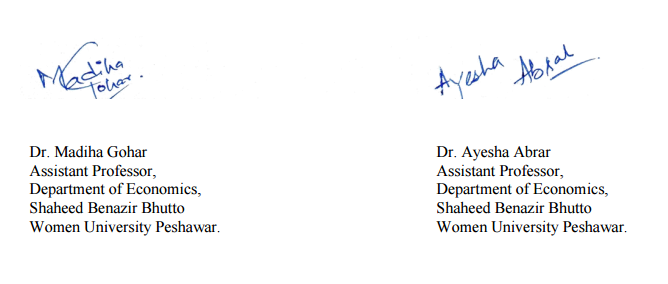 Madiha
Gohar.
Dr. Madiha Gohar
Assistant Professor,
Department of Economics,
Shaheed Benazir Bhutto
Women University Peshawar.
Ayesha Abrar.
Dr. Ayesha Abrar
Assistant Professor,
Department of Economics,
Shaheed Benazir Bhutto
Women University Peshawar.